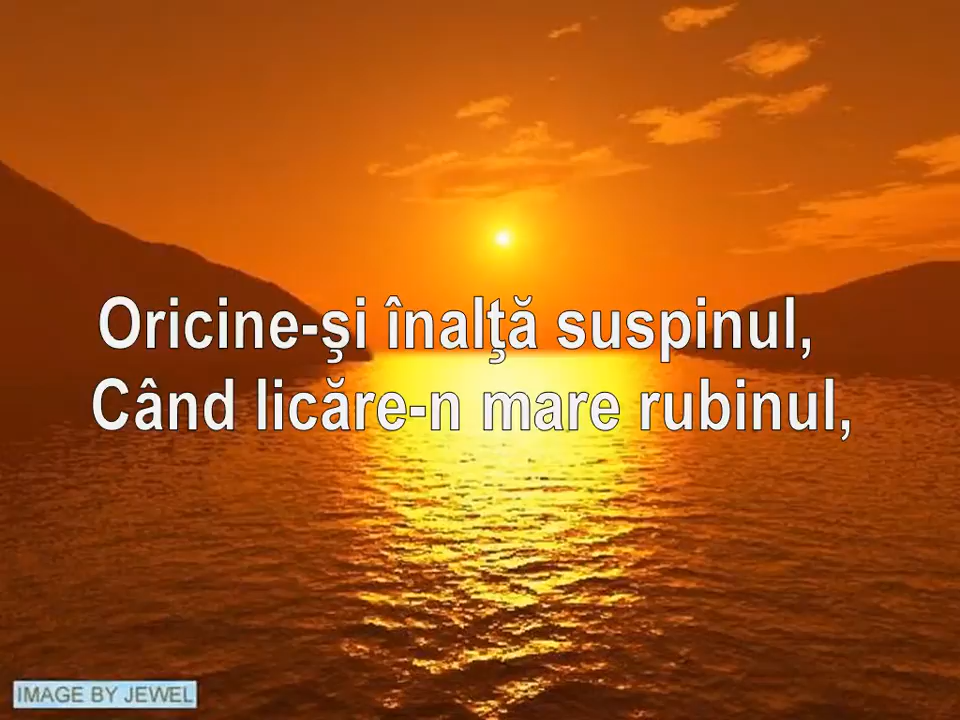 Oricine-şi înalţă suspinul,
Când licăre-n mare rubinul,
IMAGE BY JEWEL